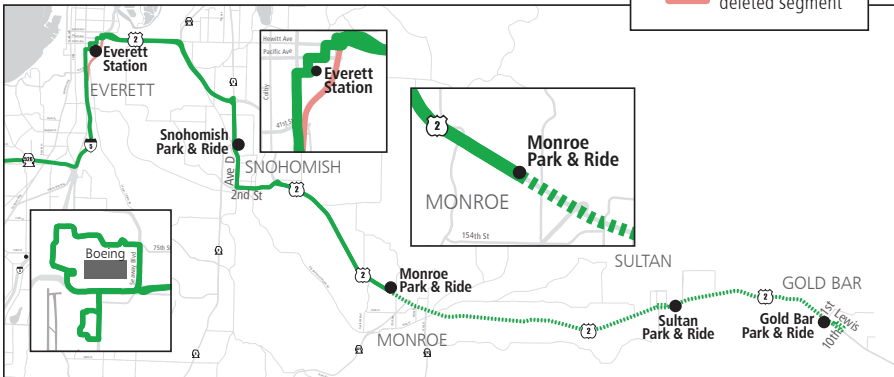 deleted segment
2
Hewitt Ave
Pacific Ave
Everett
Station
EVERETT
Colby
Everett
Station
41st St
2
Snohomish
Park & Ride
Monroe
Park & Ride
5
526
Ave D
SNOHOMISH
2
2nd St
MONROE
154th St
Boeing
Seaway Blvd
75th St
SULTAN
2
Monroe
Park & Ride
GOLD BAR
2
1st
Lewis
Sultan
Park & Ride
Gold Bar
Park & Ride
10th
2
MONROE